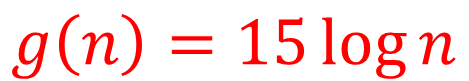 g(n) = 15 log n